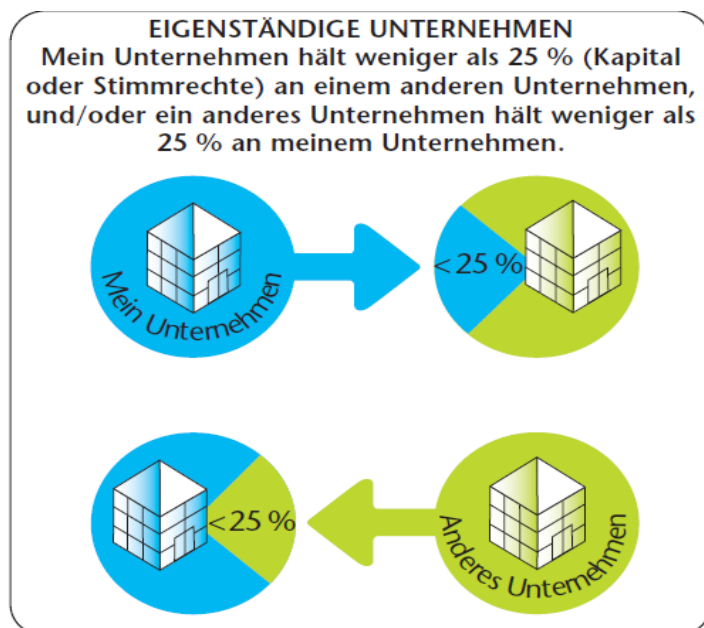 EIGENSTÄNDIGE UNTERNEHMEN
Mein Unternehmen hält weniger als 25 % (Kapital
oder Stimmrechte) an einem anderen Unternehmen,
und/oder ein anderes Unternehmen hält weniger als
25 % an meinem Unternehmen.
Mein Unternehmen
<25 %
<25 %
Anderes Unternehmen